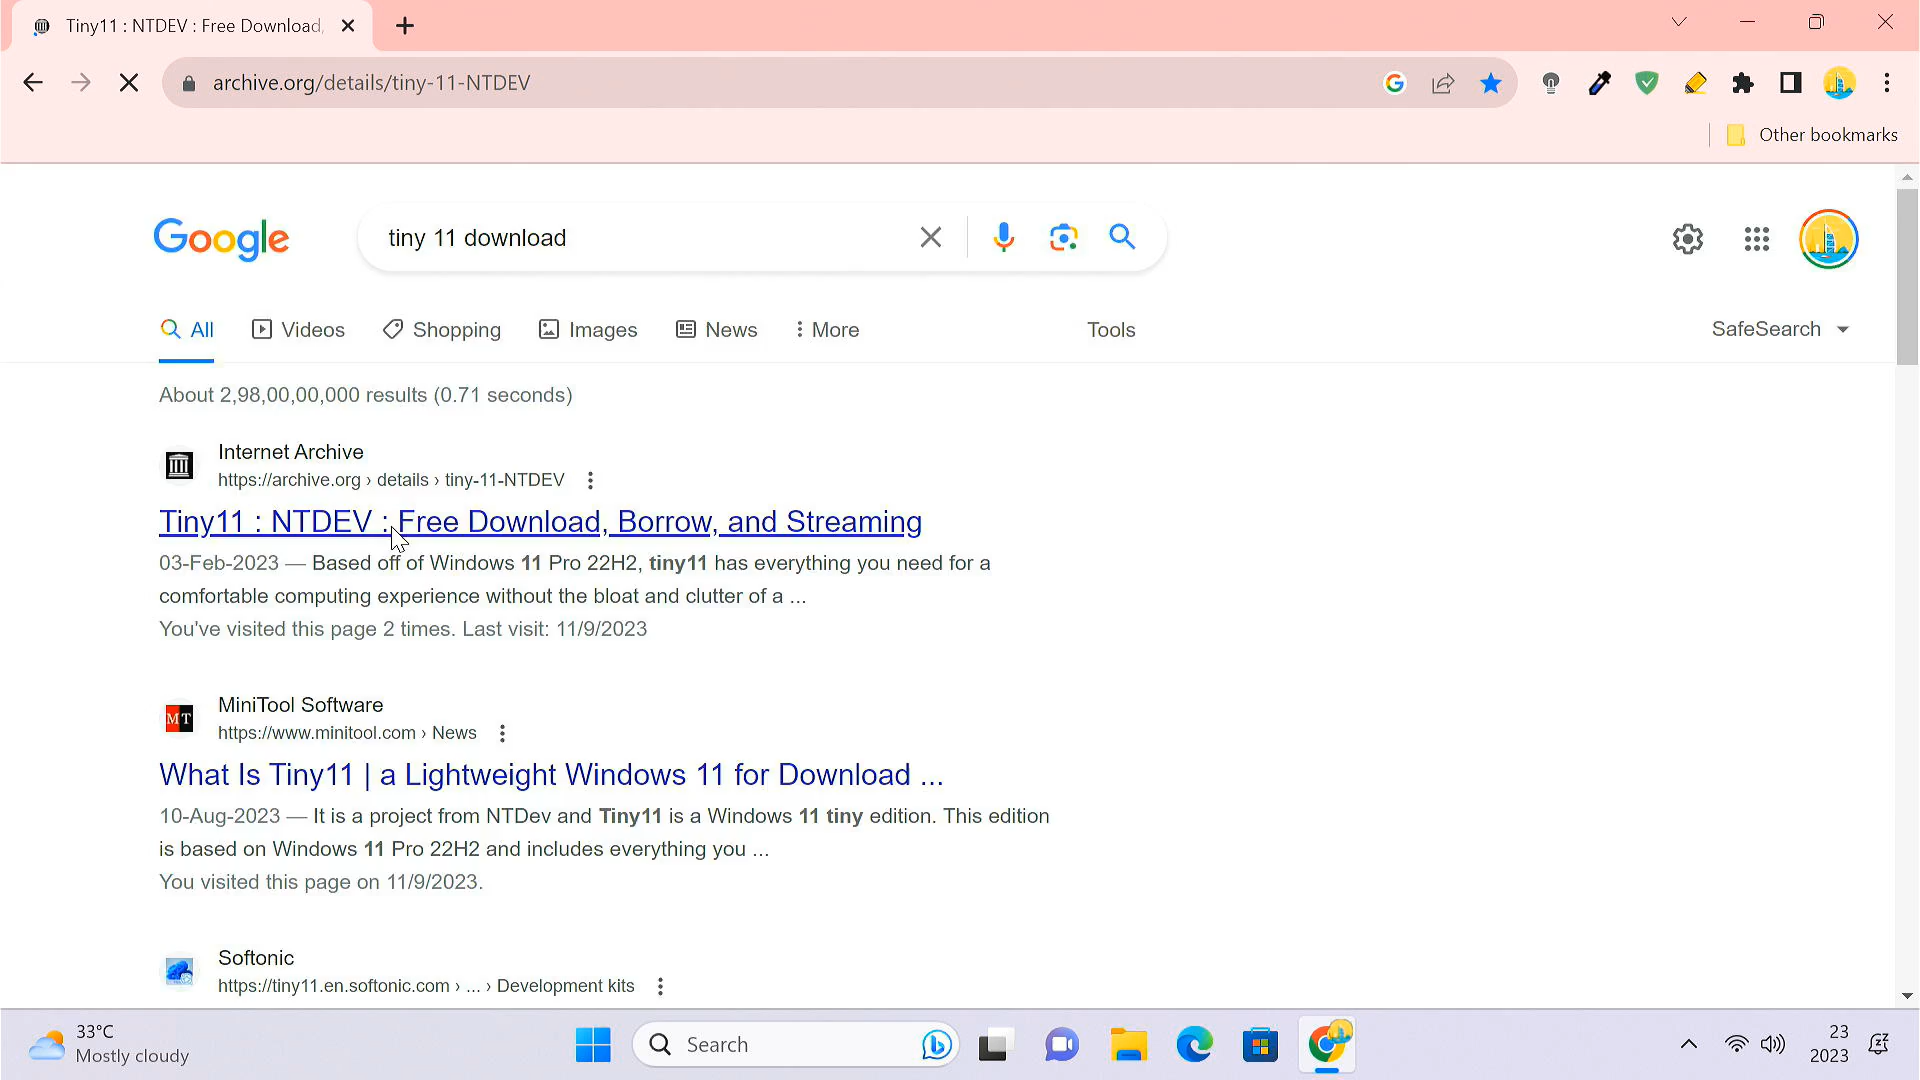 Tiny11 : NTDEV : Free Download,
archive.org/details/tiny-11-NTDEV
Other bookmarks
Google
tiny 11 download
All
Videos
Shopping
Images
News
More
Tools
SafeSearch
About 2,98,00,00,000 results (0.71 seconds)
Internet Archive
https://archive.org › details › tiny-11-NTDEV
Tiny11 : NTDEV : Free Download, Borrow, and Streaming
03-Feb-2023 — Based off of Windows 11 Pro 22H2, tiny11 has everything you need for a
comfortable computing experience without the bloat and clutter of a ...
You've visited this page 2 times. Last visit: 11/9/2023
MT
MiniTool Software
https://www.minitool.com › News
What Is Tiny11 | a Lightweight Windows 11 for Download ...
10-Aug-2023 — It is a project from NTDev and Tiny11 is a Windows 11 tiny edition. This edition
is based on Windows 11 Pro 22H2 and includes everything you ...
You visited this page on 11/9/2023.
Softonic
https://tiny11.en.softonic.com › ... › Development kits
33°C
Mostly cloudy
Search
23
2023